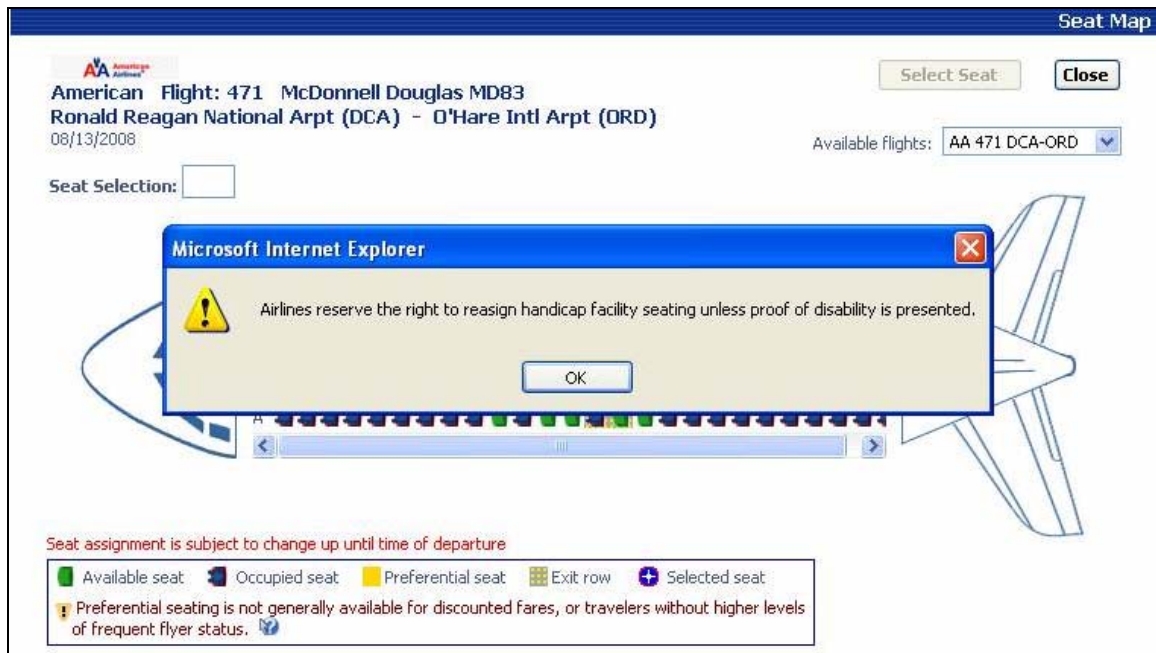 Seat Map
American Airlines
Select Seat
Close
American Flight: 471 McDonnell Douglas MD83
Ronald Reagan National Arpt (DCA) - O'Hare Intl Arpt (ORD)
08/13/2008
Available flights: AA 471 DCA-ORD
Seat Selection:
Microsoft Internet Explorer
Airlines reserve the right to reasign handicap facility seating unless proof of disability is presented.
OK
A
Seat assignment is subject to change up until time of departure
Available seat Occupied seat Preferential seat Exit row Selected seat
Preferential seating is not generally available for discounted fares, or travelers without higher levels
of frequent flyer status.